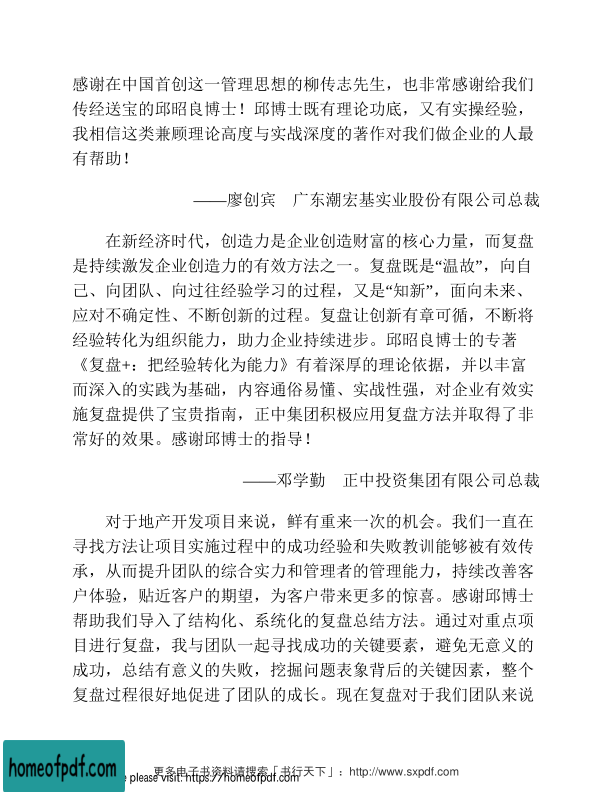 感谢在中国首创这一管理思想的柳传志先生，也非常感谢给我们
传经送宝的邱昭良博士！邱博士既有理论功底，又有实操经验，
我相信这类兼顾理论高度与实战深度的著作对我们做企业的人最
有帮助！
——廖创宾　广东潮宏基实业股份有限公司总裁
在新经济时代，创造力是企业创造财富的核心力量，而复盘
是持续激发企业创造力的有效方法之一。复盘既是“温故”，向自
己、向团队、向过往经验学习的过程，又是“知新”，面向未来、
应对不确定性、不断创新的过程。复盘让创新有章可循，不断将
经验转化为组织能力，助力企业持续进步。邱昭良博士的专著
《复盘+：把经验转化为能力》有着深厚的理论依据，并以丰富
而深入的实践为基础，内容通俗易懂、实战性强，对企业有效实
施复盘提供了宝贵指南，正中集团积极应用复盘方法并取得了非
常好的效果。感谢邱博士的指导！
——邓学勤　正中投资集团有限公司总裁
对于地产开发项目来说，鲜有重来一次的机会。我们一直在
寻找方法让项目实施过程中的成功经验和失败教训能够被有效传
承，从而提升团队的综合实力和管理者的管理能力，持续改善客
户体验，贴近客户的期望，为客户带来更多的惊喜。感谢邱博士
帮助我们导入了结构化、系统化的复盘总结方法。通过对重点项
目进行复盘，我与团队一起寻找成功的关键要素，避免无意义的
成功，总结有意义的失败，挖掘问题表象背后的关键因素，整个
复盘过程很好地促进了团队的成长。现在复盘对于我们团队来说
更多电子书资料请搜索「书行天下」：http://www.sxpdf.com
homeofpdf.com
please visit: https://homeofpdf.com